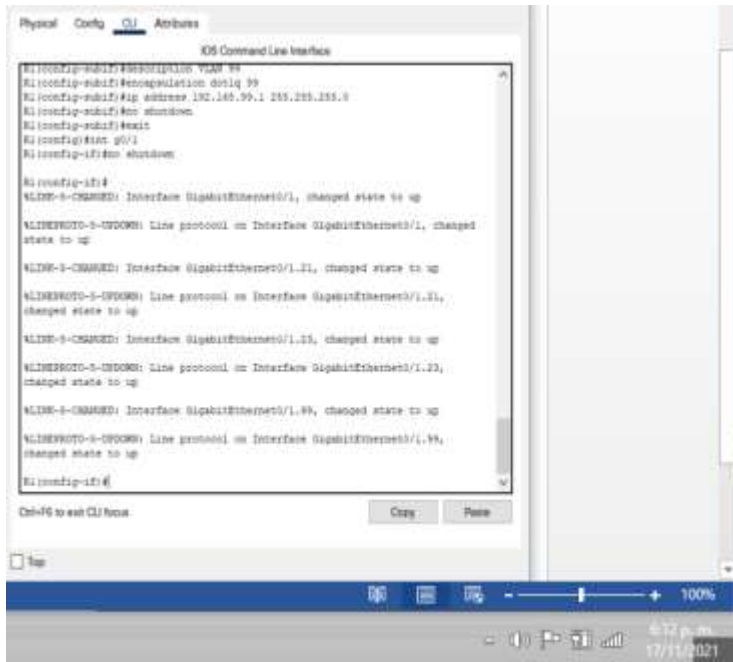 Physical Config CLI Attributes
IOS Command Line Interface
R1(config-subif)#description VLAN 99
R1(config-subif)#encapsulation dot1q 99
R1(config-subif)#ip address 192.168.99.1 255.255.255.0
R1(config-subif)#no shutdown
R1(config-subif)#exit
R1(config)#int g0/1
R1(config-if)#no shutdown
R1(config-if)#
%LINK-5-CHANGED: Interface GigabitEthernet0/1, changed state to up
%LINEPROTO-5-UPDOWN: Line protocol on Interface GigabitEthernet0/1, changed
state to up
%LINK-5-CHANGED: Interface GigabitEthernet0/1.21, changed state to up
%LINEPROTO-5-UPDOWN: Line protocol on Interface GigabitEthernet0/1.21,
changed state to up
%LINK-5-CHANGED: Interface GigabitEthernet0/1.23, changed state to up
%LINEPROTO-5-UPDOWN: Line protocol on Interface GigabitEthernet0/1.23,
changed state to up
%LINK-5-CHANGED: Interface GigabitEthernet0/1.99, changed state to up
%LINEPROTO-5-UPDOWN: Line protocol on Interface GigabitEthernet0/1.99,
changed state to up
R1(config-if)#
Ctrl+F6 to exit CLI focus
Copy Paste
Top
100%
6:12 p. m.
17/11/2021